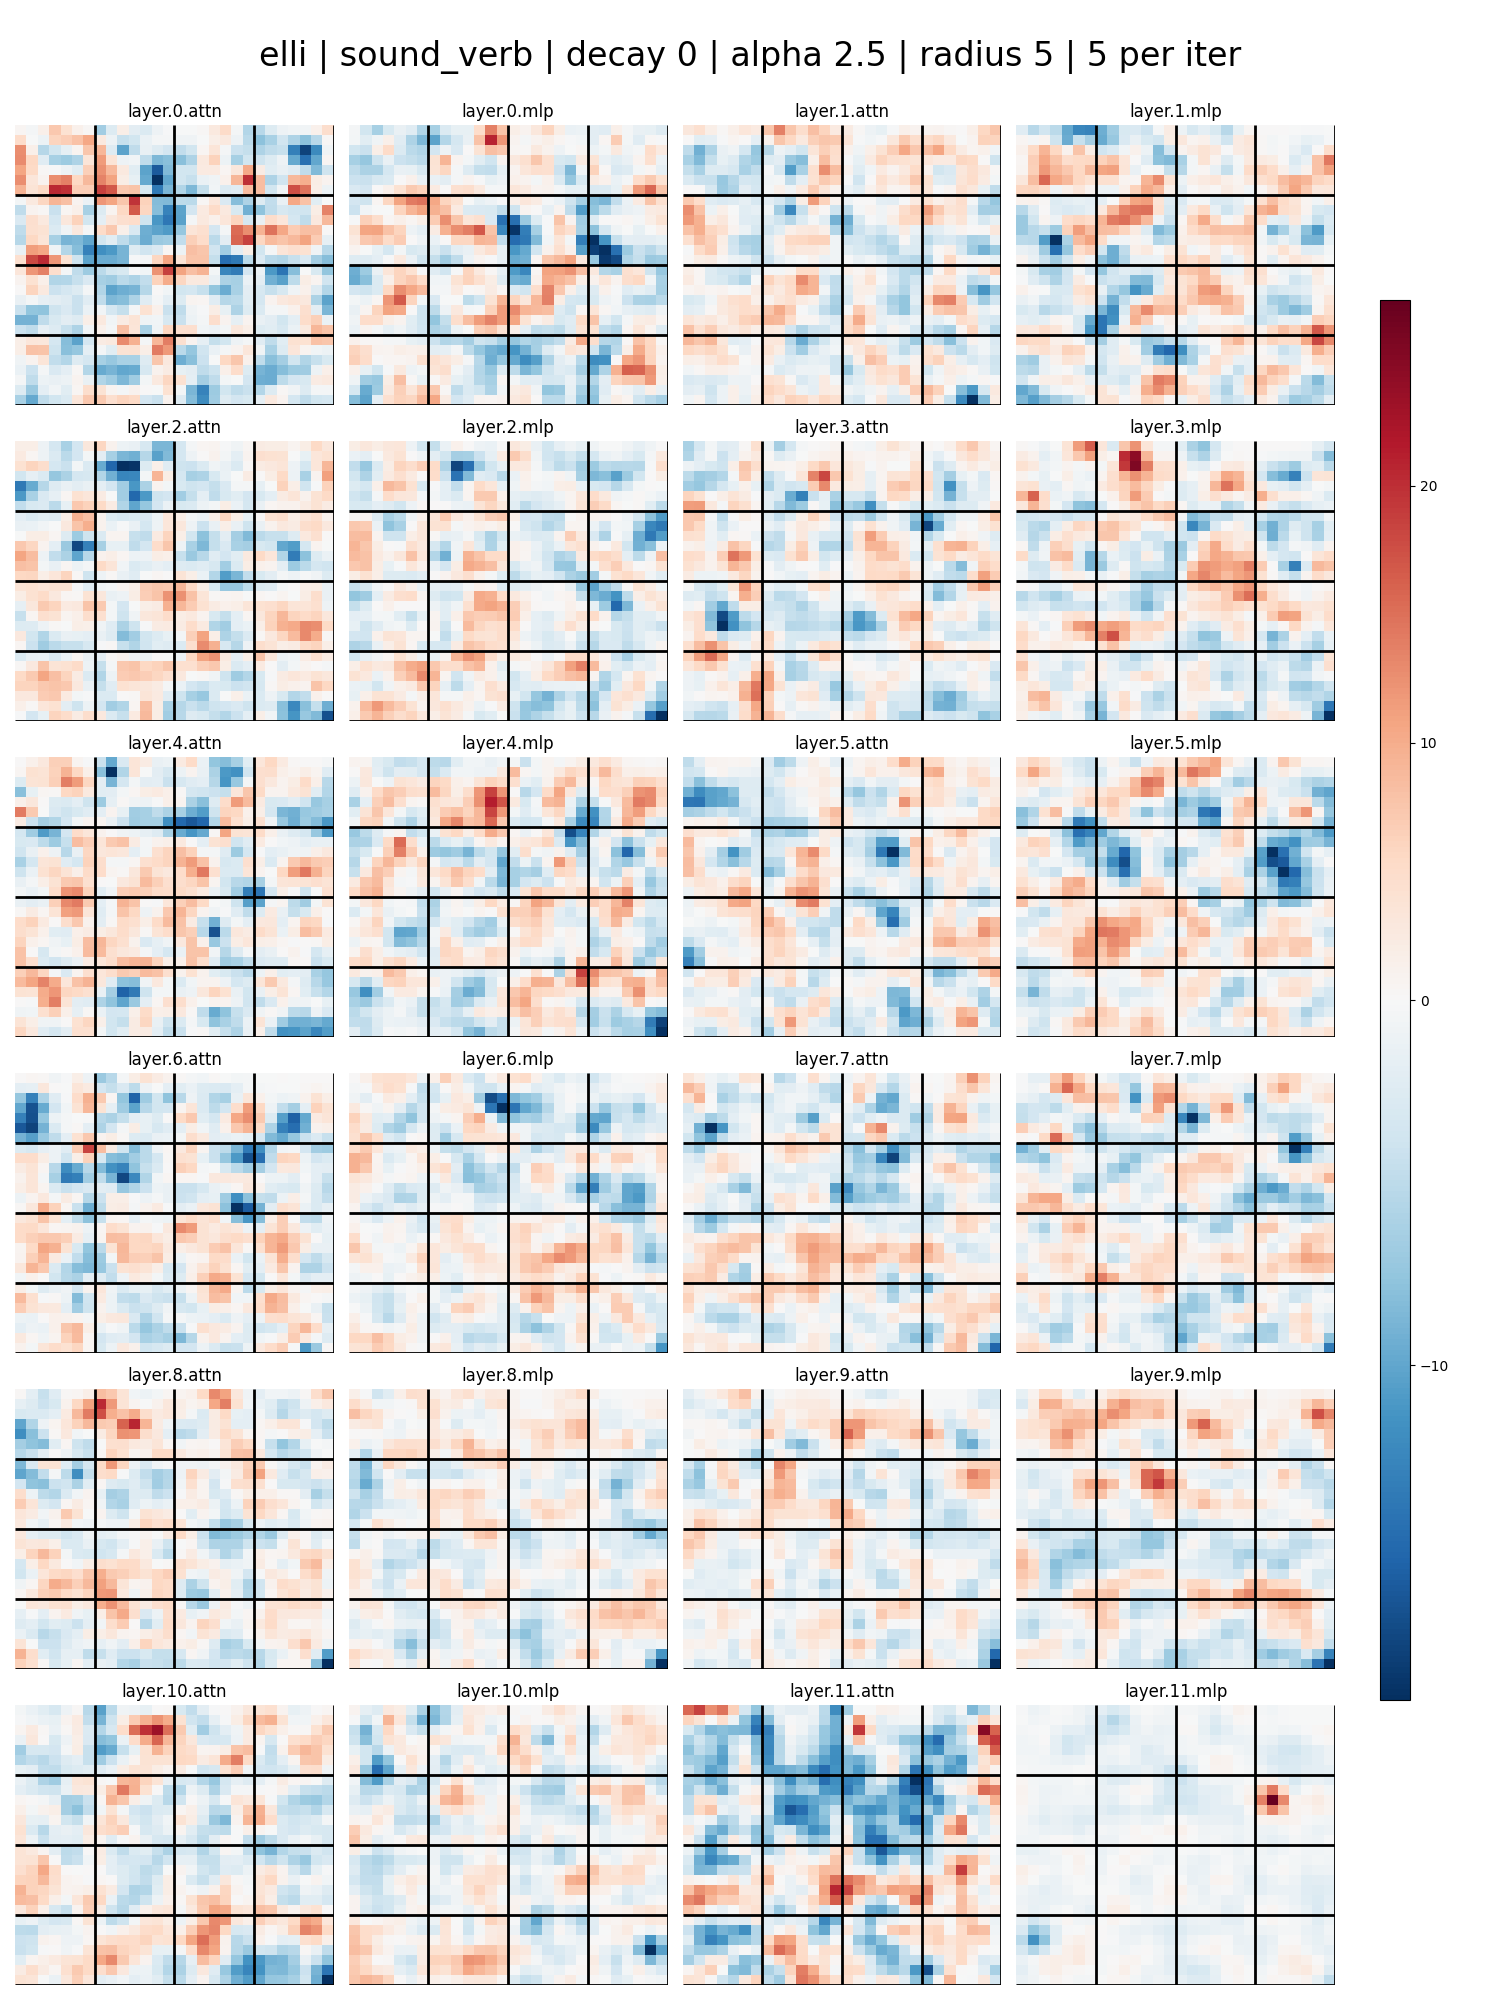 elli | sound_verb | decay 0 | alpha 2.5 | radius 5 | 5 per iter
layer.0.attn
layer.0.mlp
layer.1.attn
layer.1.mlp
layer.2.attn
layer.2.mlp
layer.3.attn
layer.3.mlp
layer.4.attn
layer.4.mlp
layer.5.attn
layer.5.mlp
layer.6.attn
layer.6.mlp
layer.7.attn
layer.7.mlp
layer.8.attn
layer.8.mlp
layer.9.attn
layer.9.mlp
layer.10.attn
layer.10.mlp
layer.11.attn
layer.11.mlp
20
10
0
−10